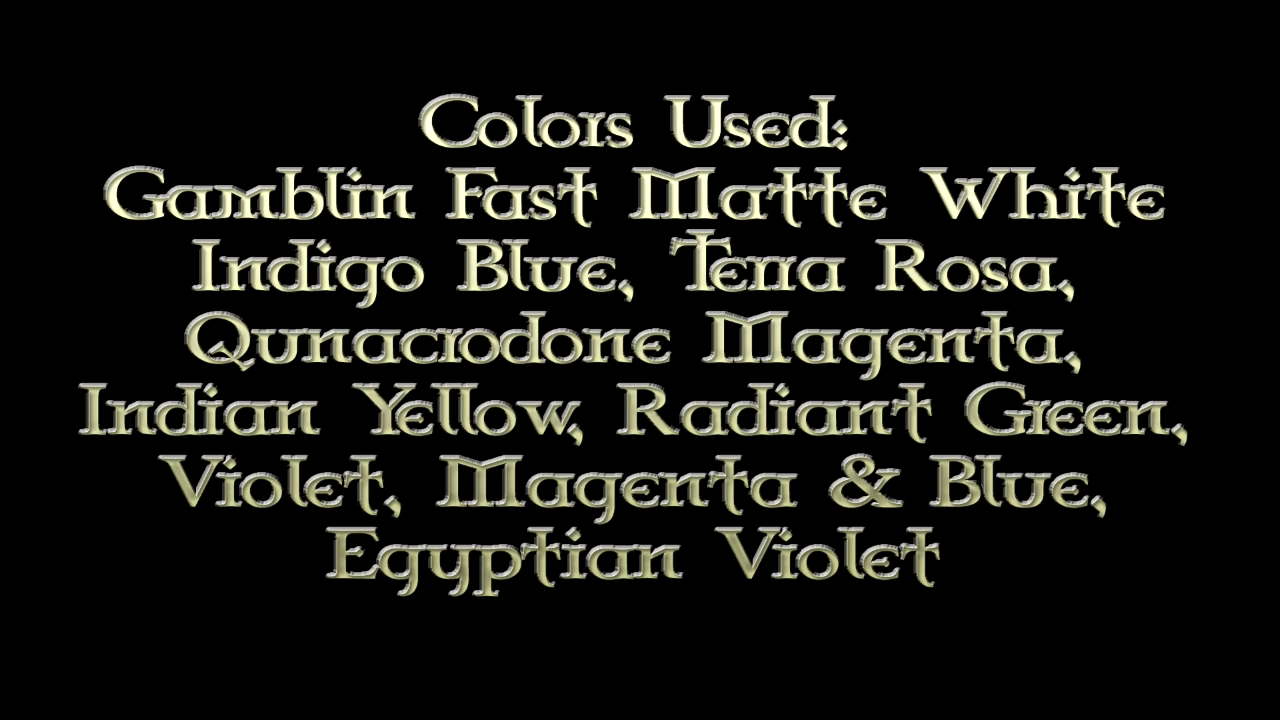 Colors Used:
Gamblin Fast Matte White
Indigo Blue, Terra Rosa,
Qunacrodone Magenta,
Indian Yellow, Radiant Green,
Violet, Magenta & Blue,
Egyptian Violet